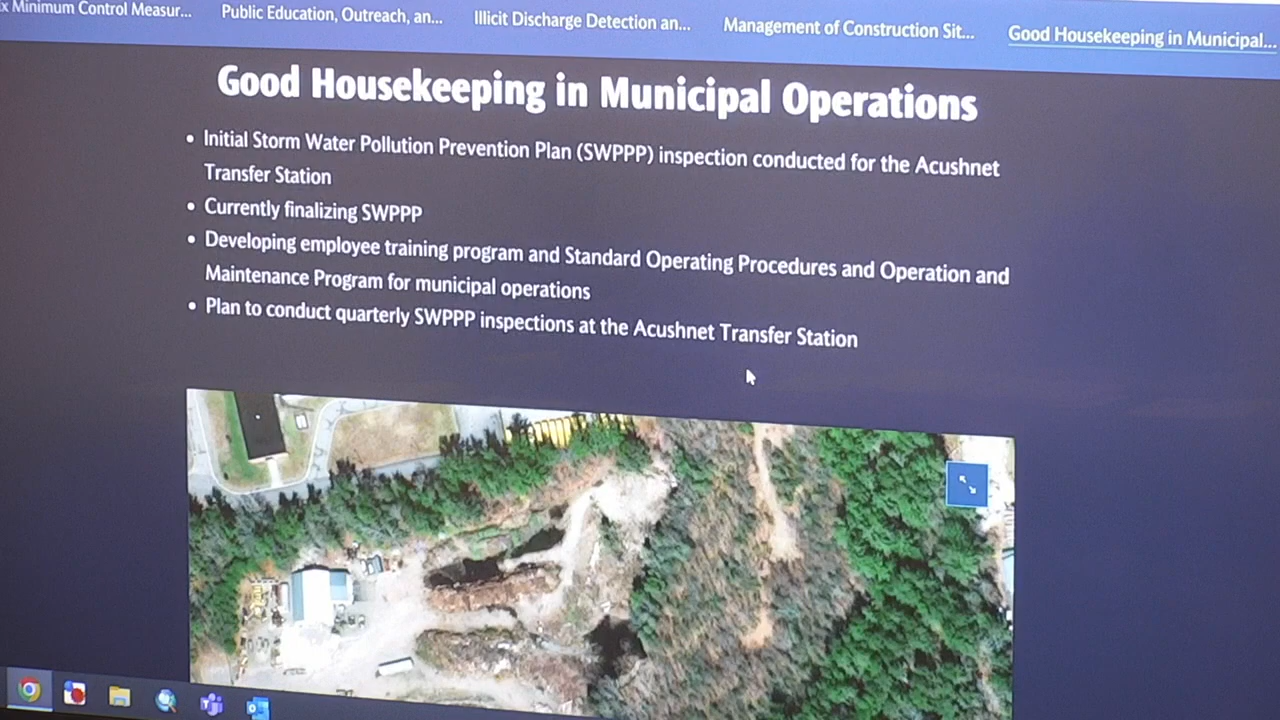 x Minimum Control Measur...
Public Education, Outreach, an...
Illicit Discharge Detection an...
Management of Construction Sit...
Good Housekeeping in Municipal...
Good Housekeeping in Municipal Operations
• Initial Storm Water Pollution Prevention Plan (SWPPP) inspection conducted for the Acushnet
Transfer Station
• Currently finalizing SWPPP
• Developing employee training program and Standard Operating Procedures and Operation and
Maintenance Program for municipal operations
• Plan to conduct quarterly SWPPP inspections at the Acushnet Transfer Station